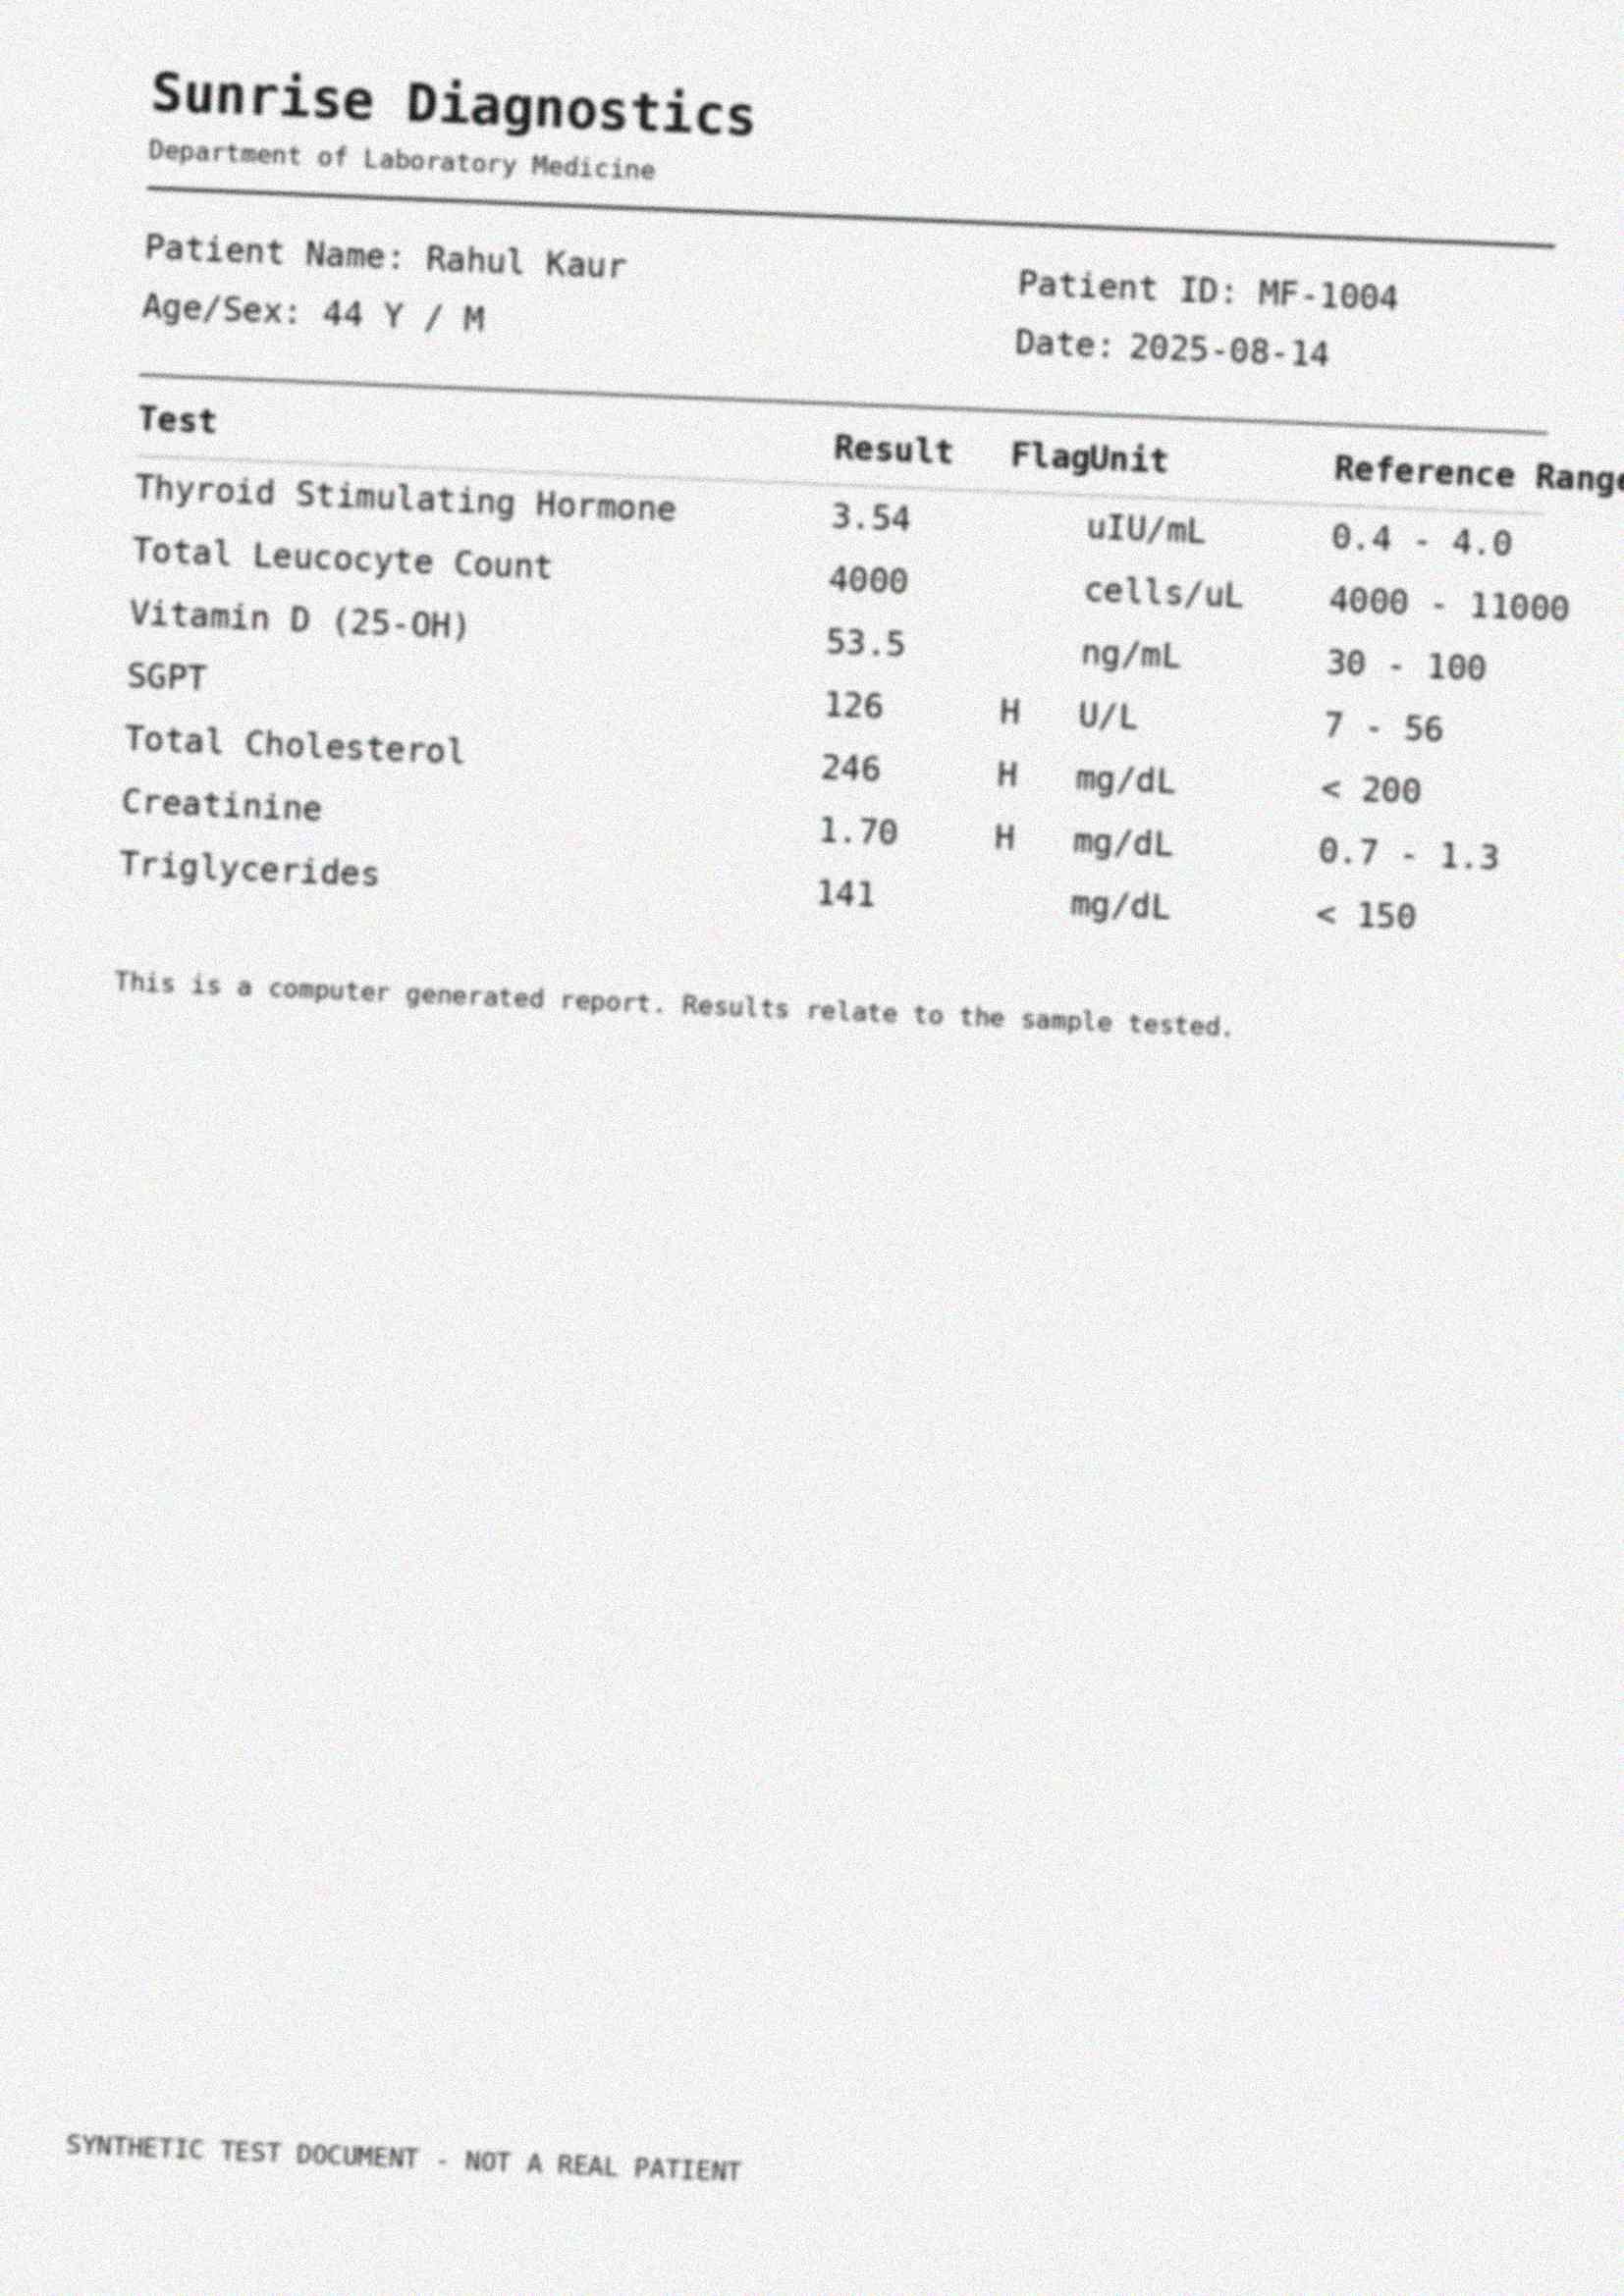 Sunrise Diagnostics
Department of Laboratory Medicine
Patient Name: Rahul Kaur Patient ID: MF-1004
Age/Sex: 44 Y / M Date: 2025-08-14
Test Result Flag Unit Reference Range
Thyroid Stimulating Hormone 3.54 uIU/mL 0.4 - 4.0
Total Leucocyte Count 4000 cells/uL 4000 - 11000
Vitamin D (25-OH) 53.5 ng/mL 30 - 100
SGPT 126 H U/L 7 - 56
Total Cholesterol 246 H mg/dL < 200
Creatinine 1.70 H mg/dL 0.7 - 1.3
Triglycerides 141 mg/dL < 150
This is a computer generated report. Results relate to the sample tested.
SYNTHETIC TEST DOCUMENT - NOT A REAL PATIENT